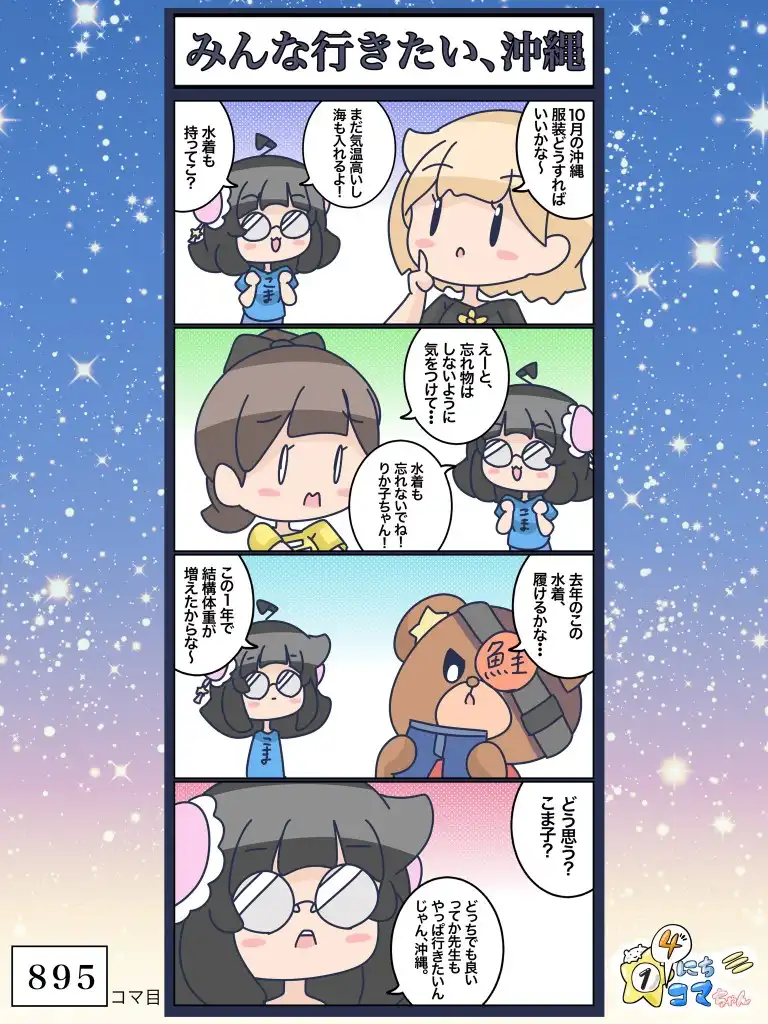 みんな行きたい、沖縄
10月の沖縄
服装どうすれば
いいかな〜
まだ気温高いし
海も入れるよ！
水着も
持ってこ？
こま
えーと、
忘れ物は
しないように
気をつけて…
水着も
忘れないでね！
りか子ちゃん！
こま
去年のこの
水着、
履けるかな…
鮭
この1年で
結構体重が
増えたからな〜
こま
どう思う？
こま子？
どっちでも良い
ってか先生も
やっぱ行きたいん
じゃん、沖縄。
895
コマ目
1
にち
4
コマ
ちゃん